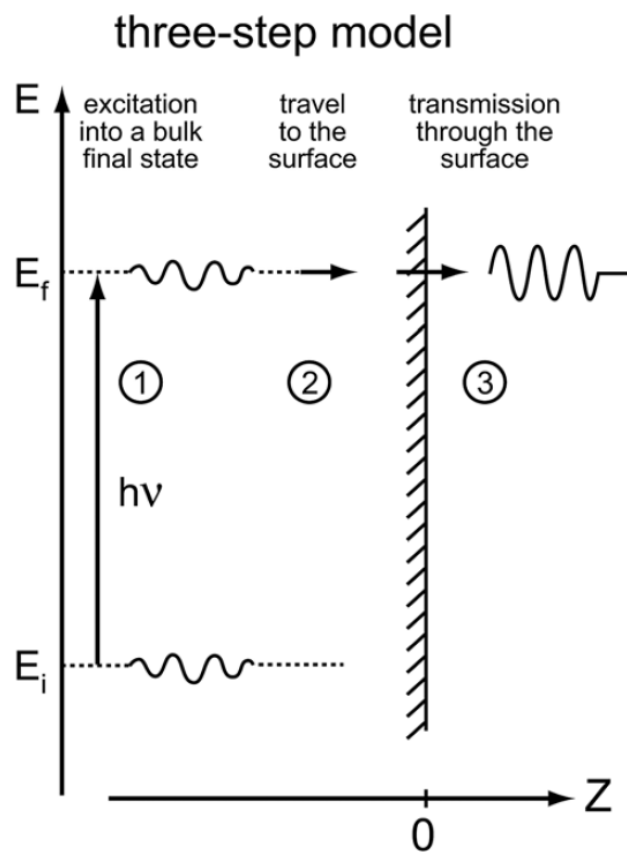 three-step model
E
excitation
into a bulk
final state
travel
to the
surface
transmission
through the
surface
E_f
1
2
3
hν
E_i
Z
0